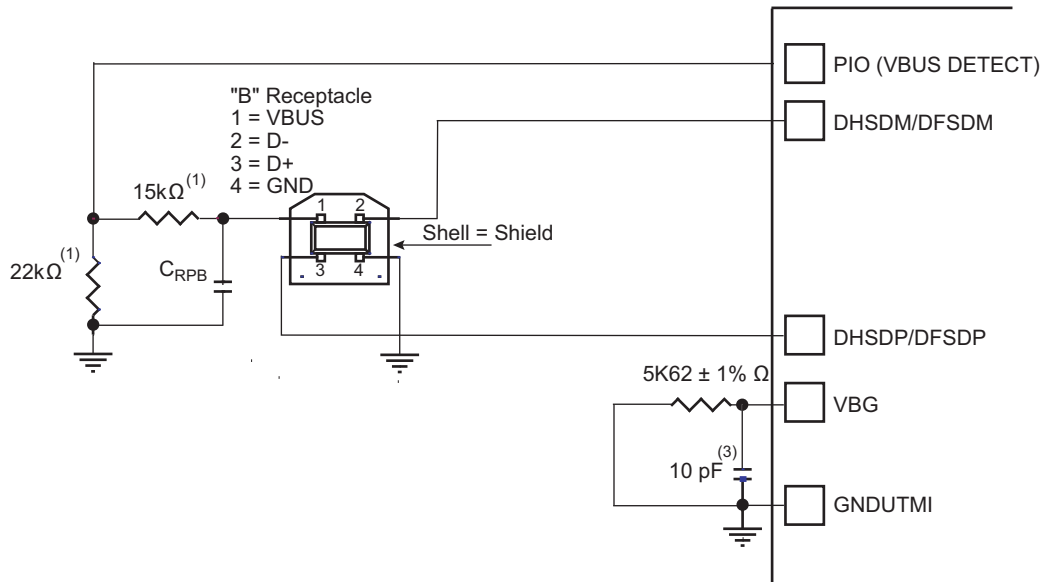 PIO (VBUS DETECT)
"B" Receptacle
1 = VBUS
2 = D-
3 = D+
4 = GND
DHSDM/DFSDM
15kΩ(1)
1 2
Shell = Shield
22kΩ(1)
CRPB
3 4
DHSDP/DFSDP
5K62 ± 1% Ω
VBG
10 pF(3)
GNDUTMI